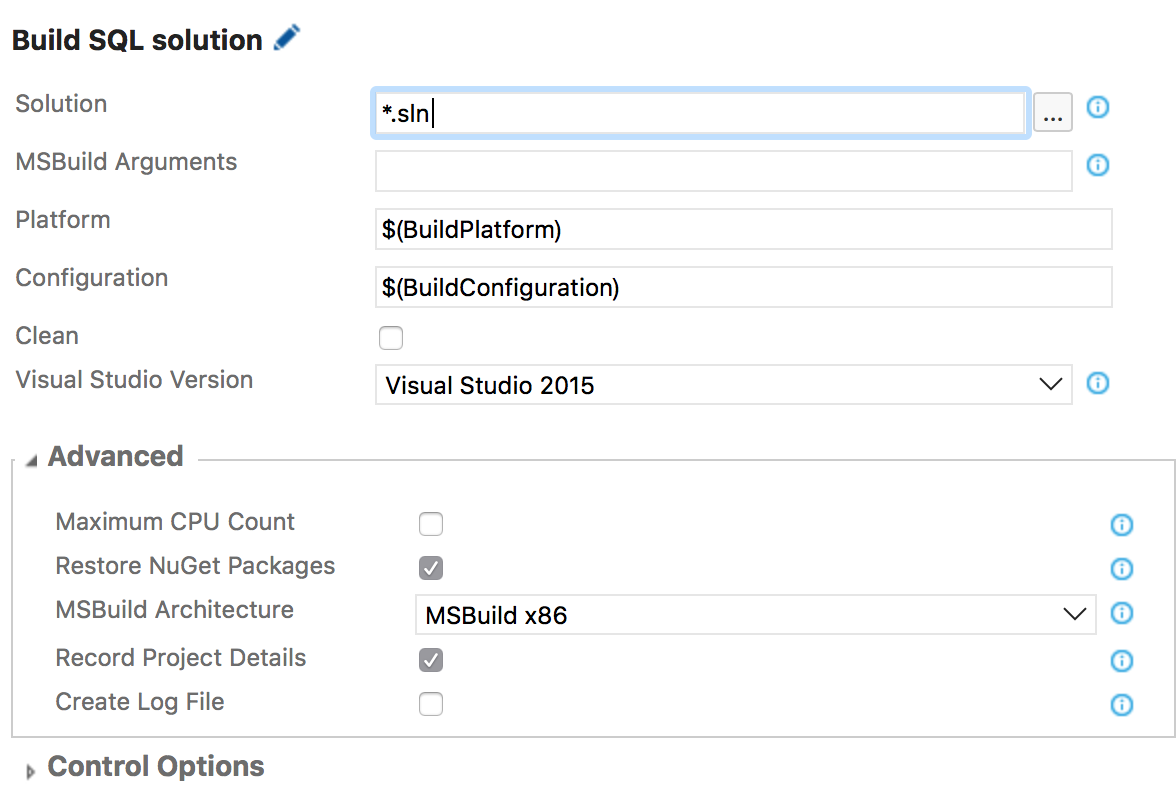 Build SQL solution
Solution *.sln ...
MSBuild Arguments
Platform $(BuildPlatform)
Configuration $(BuildConfiguration)
Clean
Visual Studio Version Visual Studio 2015
Advanced
Maximum CPU Count
Restore NuGet Packages
MSBuild Architecture MSBuild x86
Record Project Details
Create Log File
Control Options